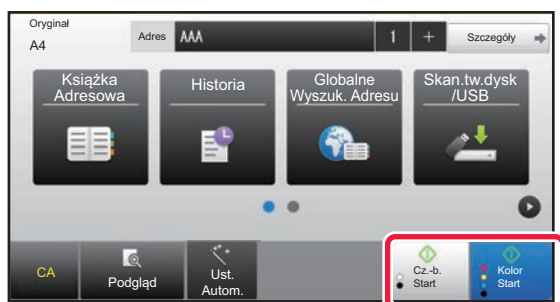 Oryginał
A4
Adres AAA 1 + Szczegóły
Książka
Adresowa
Historia
Globalne
Wyszuk. Adresu
Skan.tw.dysk
/USB
CA
Podgląd
Ust.
Autom.
Cz.-b.
Start
Kolor
Start